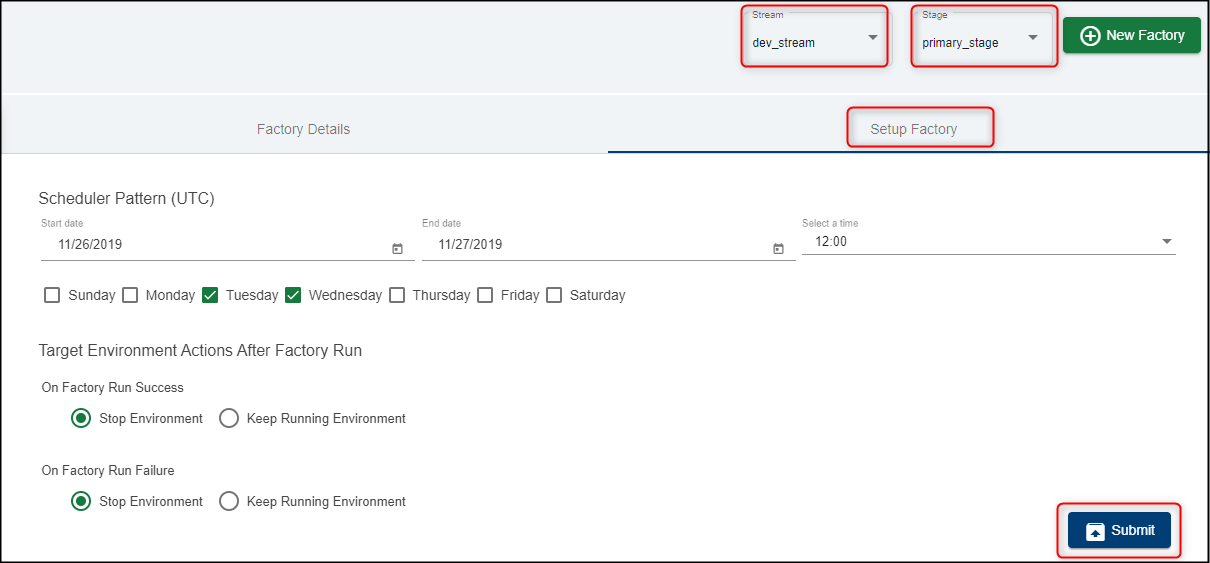 Stream
dev_stream
Stage
primary_stage
New Factory
Factory Details
Setup Factory
Scheduler Pattern (UTC)
Start date
11/26/2019
End date
11/27/2019
Select a time
12:00
Sunday Monday Tuesday Wednesday Thursday Friday Saturday
Target Environment Actions After Factory Run
On Factory Run Success
Stop Environment Keep Running Environment
On Factory Run Failure
Stop Environment Keep Running Environment
Submit